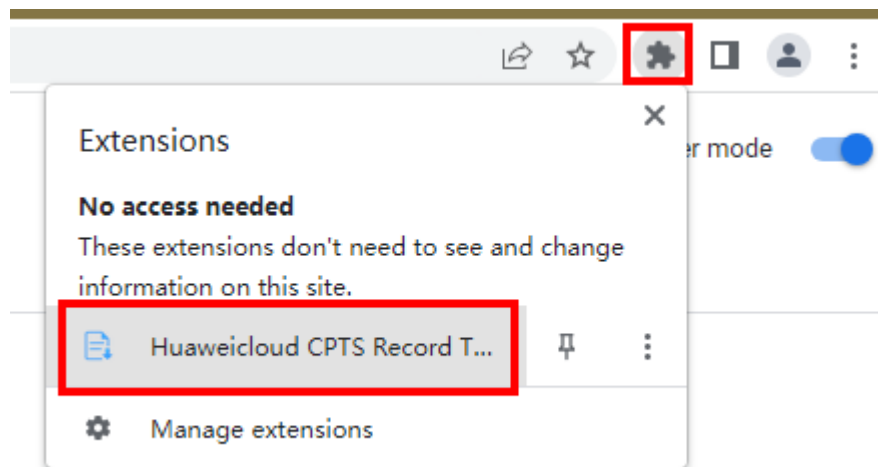 Extensions
er mode
No access needed
These extensions don't need to see and change
information on this site.
Huaweicloud CPTS Record T...
Manage extensions